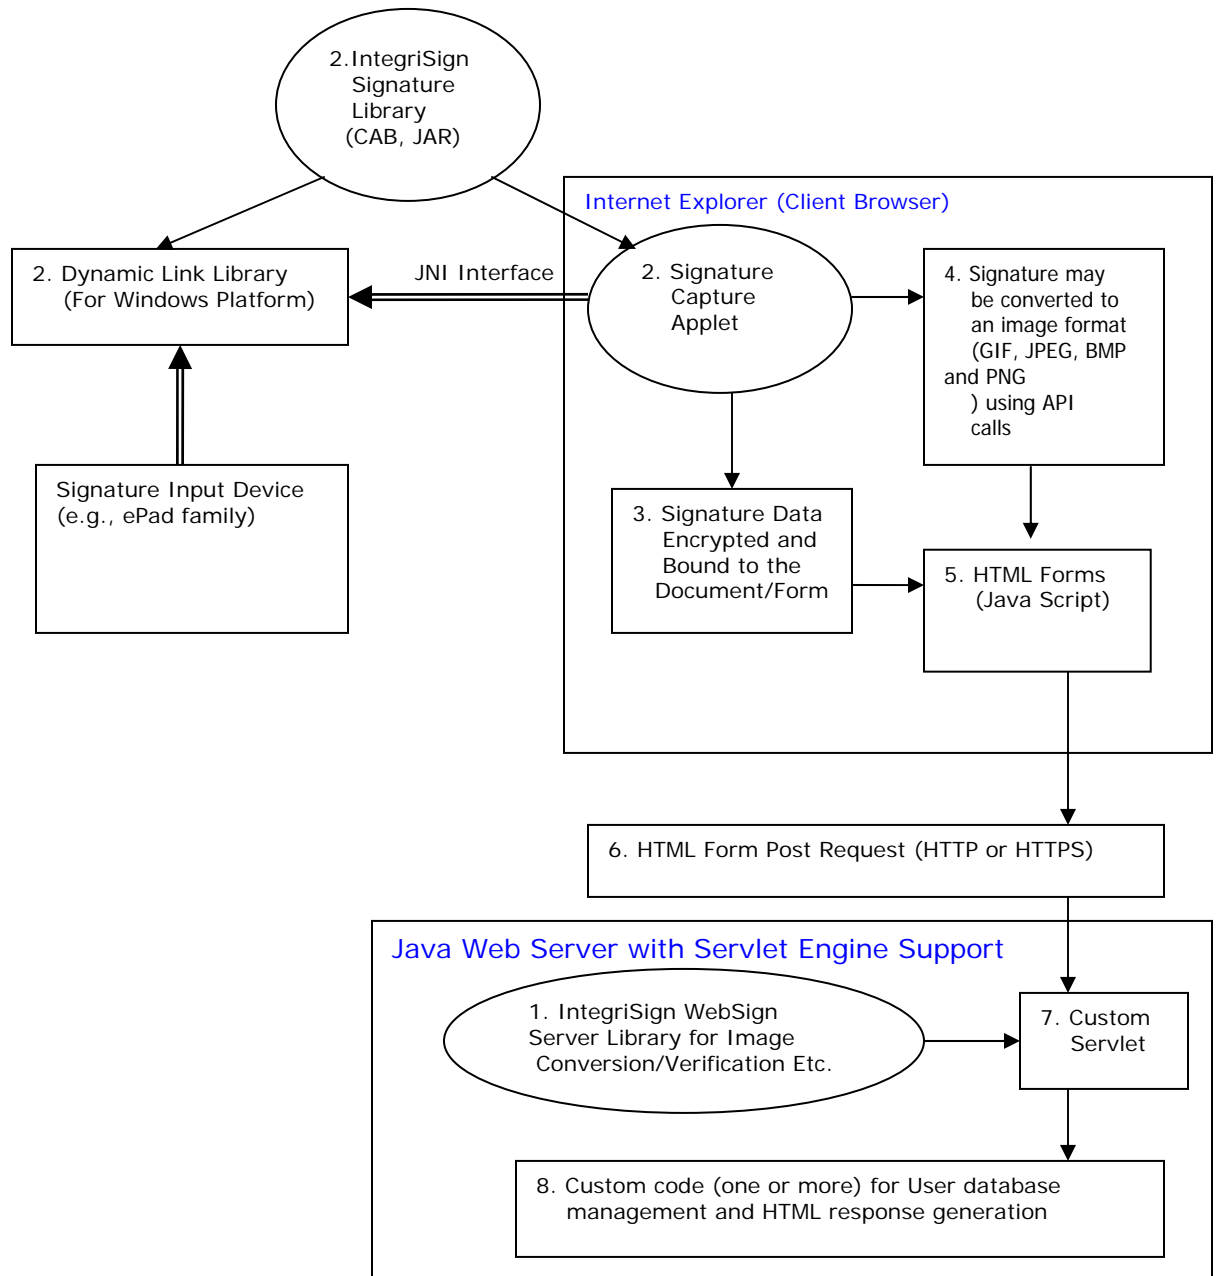 2.IntegriSign
Signature
Library
(CAB, JAR)
Internet Explorer (Client Browser)
2. Dynamic Link Library
(For Windows Platform)
JNI Interface
2. Signature
Capture
Applet
4. Signature may
be converted to
an image format
(GIF, JPEG, BMP
and PNG
) using API
calls
Signature Input Device
(e.g., ePad family)
3. Signature Data
Encrypted and
Bound to the
Document/Form
5. HTML Forms
(Java Script)
6. HTML Form Post Request (HTTP or HTTPS)
Java Web Server with Servlet Engine Support
1. IntegriSign WebSign
Server Library for Image
Conversion/Verification Etc.
7. Custom
Servlet
8. Custom code (one or more) for User database
management and HTML response generation